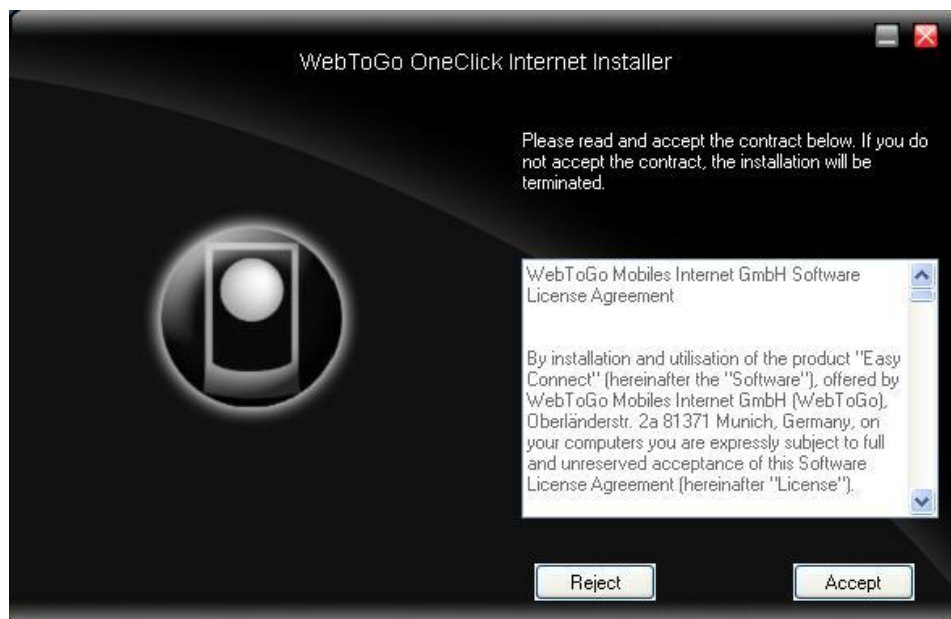 WebToGo OneClick Internet Installer
Please read and accept the contract below. If you do
not accept the contract, the installation will be
terminated.
WebToGo Mobiles Internet GmbH Software
License Agreement
By installation and utilisation of the product "Easy
Connect" (hereinafter the "Software"), offered by
WebToGo Mobiles Internet GmbH (WebToGo),
Oberländerstr. 2a 81371 Munich, Germany, on
your computers you are expressly subject to full
and unreserved acceptance of this Software
License Agreement (hereinafter "License").
Reject
Accept